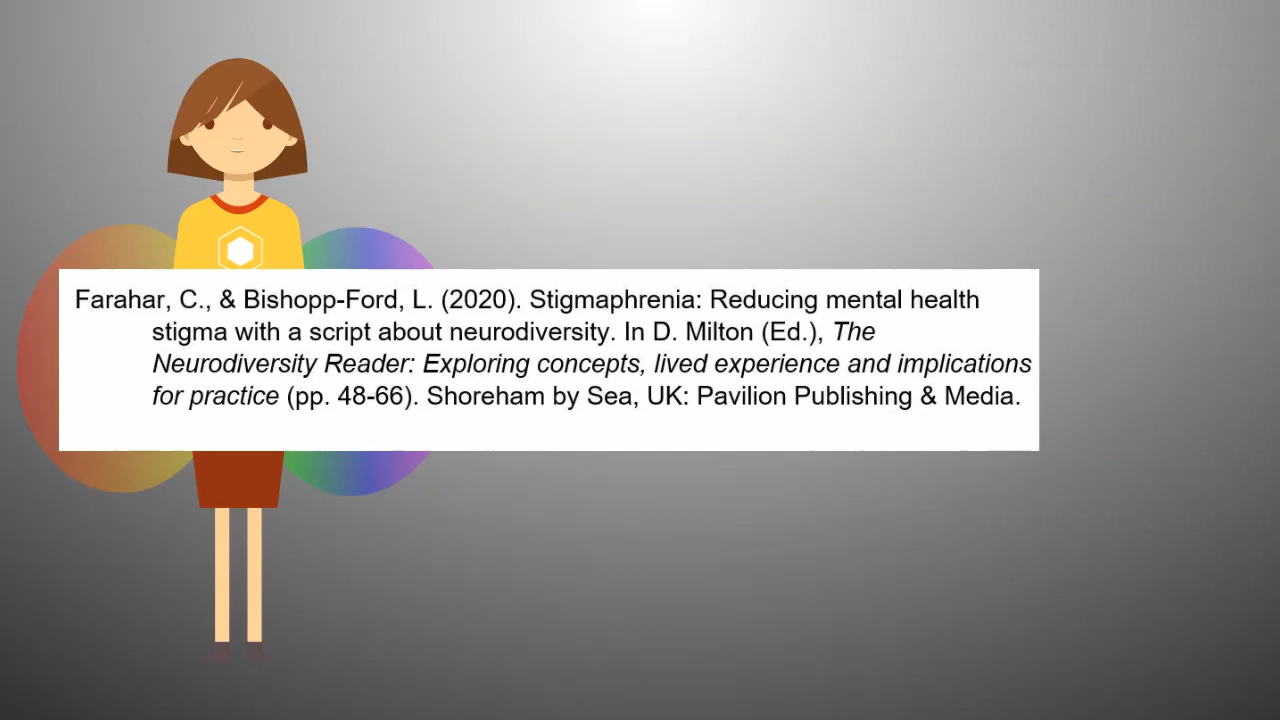 Farahar, C., & Bishopp-Ford, L. (2020). Stigmaphrenia: Reducing mental health
stigma with a script about neurodiversity. In D. Milton (Ed.), The
Neurodiversity Reader: Exploring concepts, lived experience and implications
for practice (pp. 48-66). Shoreham by Sea, UK: Pavilion Publishing & Media.